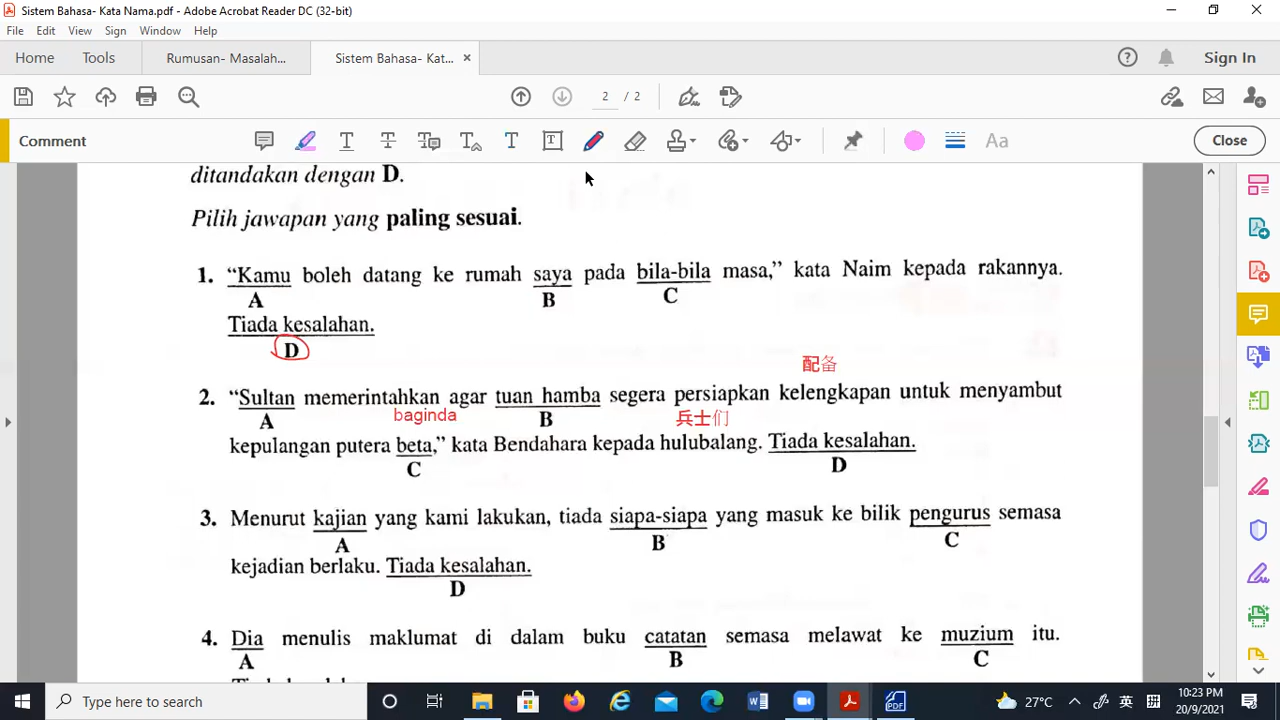 Sistem Bahasa- Kata Nama.pdf - Adobe Acrobat Reader DC (32-bit)
File Edit View Sign Window Help
Home Tools Rumusan- Masalah... Sistem Bahasa- Kat... × Sign In
2 / 2
Comment Aa Close
ditandakan dengan D.
Pilih jawapan yang paling sesuai.
1. “Kamu boleh datang ke rumah saya pada bila-bila masa,” kata Naim kepada rakannya.
A B C
Tiada kesalahan.
D
配备
2. “Sultan memerintahkan agar tuan hamba segera persiapkan kelengkapan untuk menyambut
A baginda B 兵士们
kepulangan putera beta,” kata Bendahara kepada hulubalang. Tiada kesalahan.
C D
3. Menurut kajian yang kami lakukan, tiada siapa-siapa yang masuk ke bilik pengurus semasa
A B C
kejadian berlaku. Tiada kesalahan.
D
4. Dia menulis maklumat di dalam buku catatan semasa melawat ke muzium itu.
A B C
Type here to search
27°C 英 拼 10:23 PM
20/9/2021